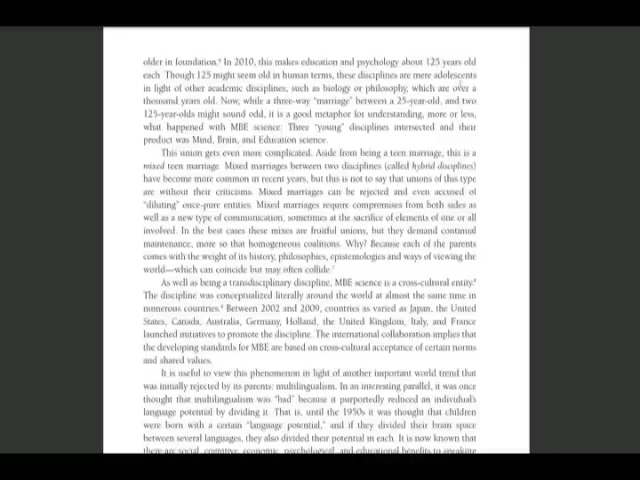 older in foundation.⁶ In 2010, this makes education and psychology about 125 years old
each. Though 125 might seem old in human terms, these disciplines are mere adolescents
in light of other academic disciplines, such as biology or philosophy, which are over a
thousand years old. Now, while a three-way “marriage” between a 25-year-old, and two
125-year-olds might sound odd, it is a good metaphor for understanding, more or less,
what happened with MBE science: Three “young” disciplines intersected and their
product was Mind, Brain, and Education science.
This union gets even more complicated. Aside from being a teen marriage, this is a
mixed teen marriage. Mixed marriages between two disciplines (called hybrid disciplines)
have become more common in recent years, but this is not to say that unions of this type
are without their criticisms. Mixed marriages can be rejected and even accused of
“diluting” once-pure entities. Mixed marriages require compromises from both sides as
well as a new type of communication, sometimes at the sacrifice of elements of one or all
involved. In the best cases these mixes are fruitful unions, but they demand continual
maintenance, more so that homogeneous coalitions. Why? Because each of the parents
comes with the weight of its history, philosophies, epistemologies and ways of viewing the
world—which can coincide but may often collide.⁷
As well as being a transdisciplinary discipline, MBE science is a cross-cultural entity.⁸
The discipline was conceptualized literally around the world at almost the same time in
numerous countries.⁹ Between 2002 and 2009, countries as varied as Japan, the United
States, Canada, Australia, Germany, Holland, the United Kingdom, Italy, and France
launched initiatives to promote the discipline. The international collaboration implies that
the developing standards for MBE are based on cross-cultural acceptance of certain norms
and shared values.
It is useful to view this phenomenon in light of another important world trend that
was initially rejected by its parents: multilingualism. In an interesting parallel, it was once
thought that multilingualism was “bad” because it purportedly reduced an individual’s
language potential by dividing it. That is, until the 1950s it was thought that children
were born with a certain “language potential,” and if they divided their brain space
between several languages, they also divided their potential in each. It is now known that
there are social, cognitive, economic, psychological, and educational benefits to speaking